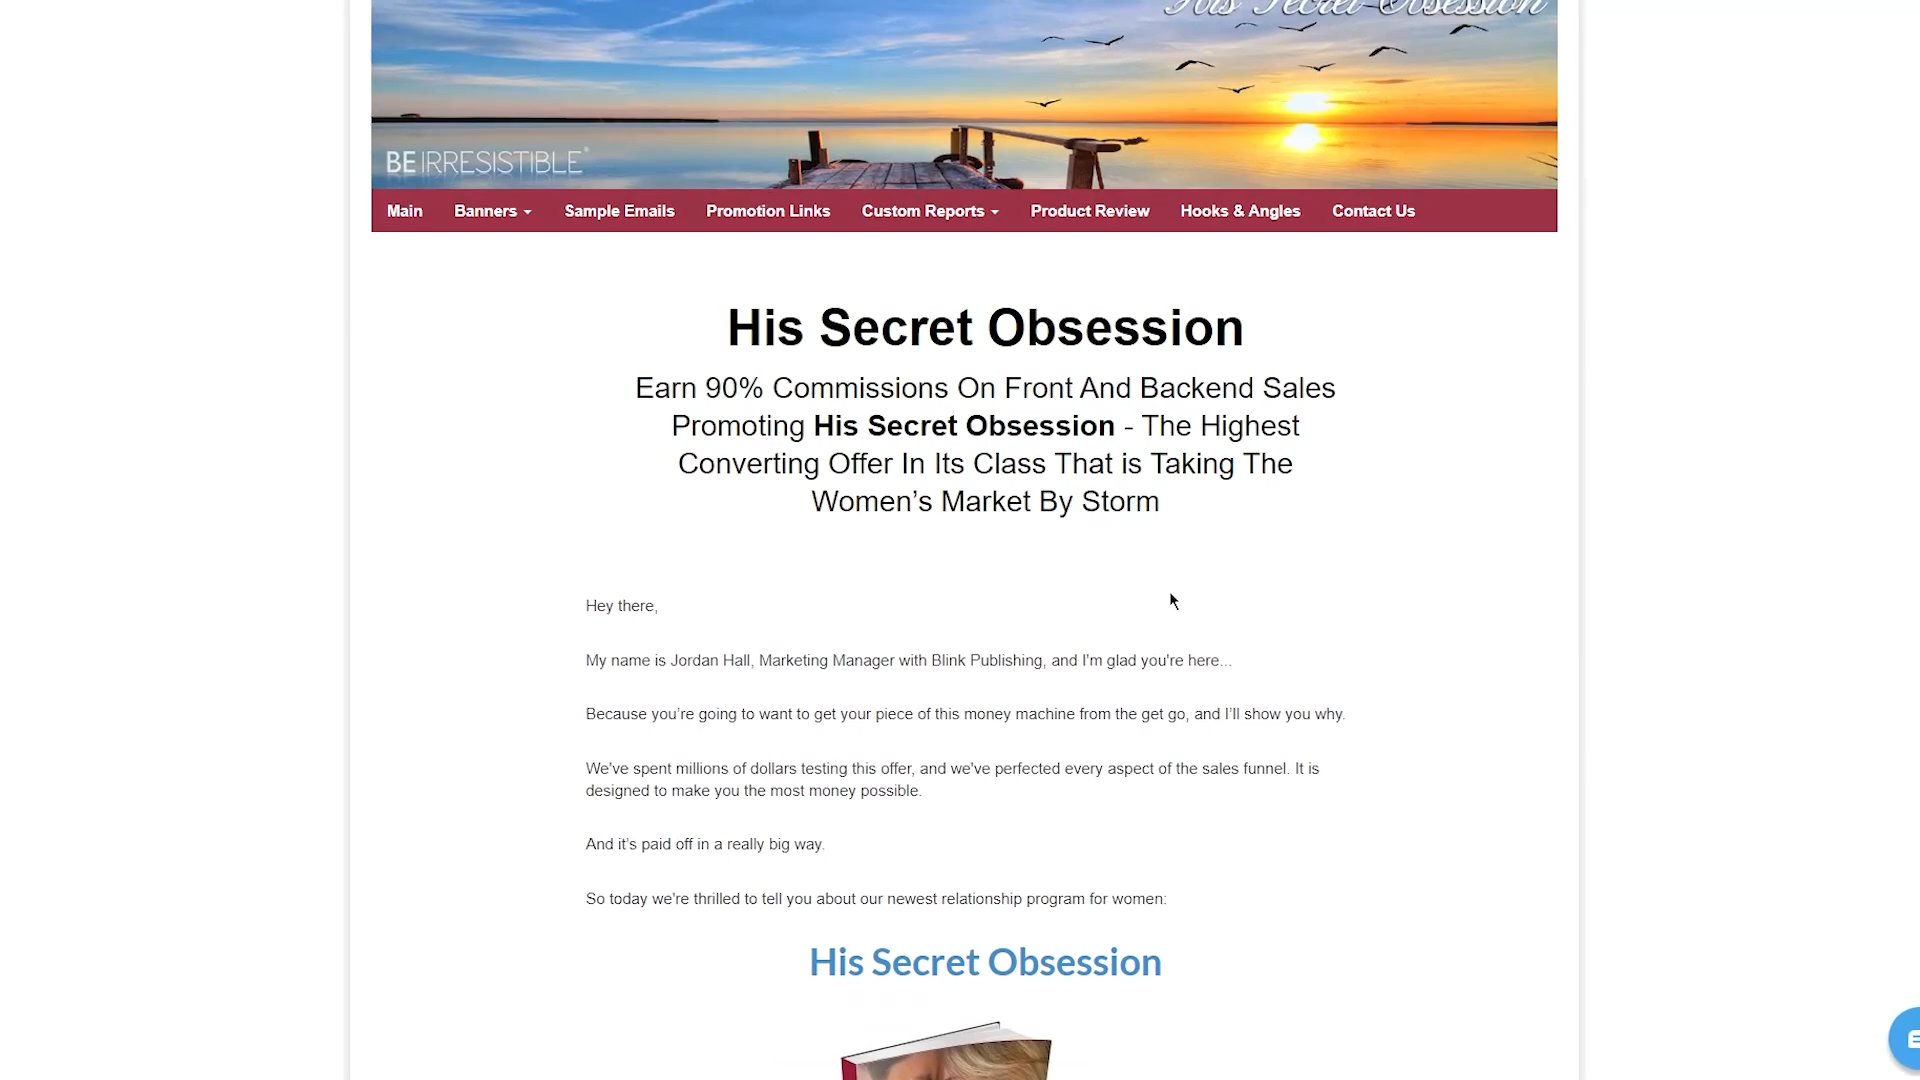 His Secret Obsession
BE IRRESISTIBLE
Main Banners Sample Emails Promotion Links Custom Reports Product Review Hooks & Angles Contact Us
His Secret Obsession
Earn 90% Commissions On Front And Backend Sales
Promoting His Secret Obsession - The Highest
Converting Offer In Its Class That is Taking The
Women’s Market By Storm
Hey there,
My name is Jordan Hall, Marketing Manager with Blink Publishing, and I'm glad you're here...
Because you’re going to want to get your piece of this money machine from the get go, and I’ll show you why.
We've spent millions of dollars testing this offer, and we've perfected every aspect of the sales funnel. It is
designed to make you the most money possible.
And it’s paid off in a really big way.
So today we're thrilled to tell you about our newest relationship program for women:
His Secret Obsession